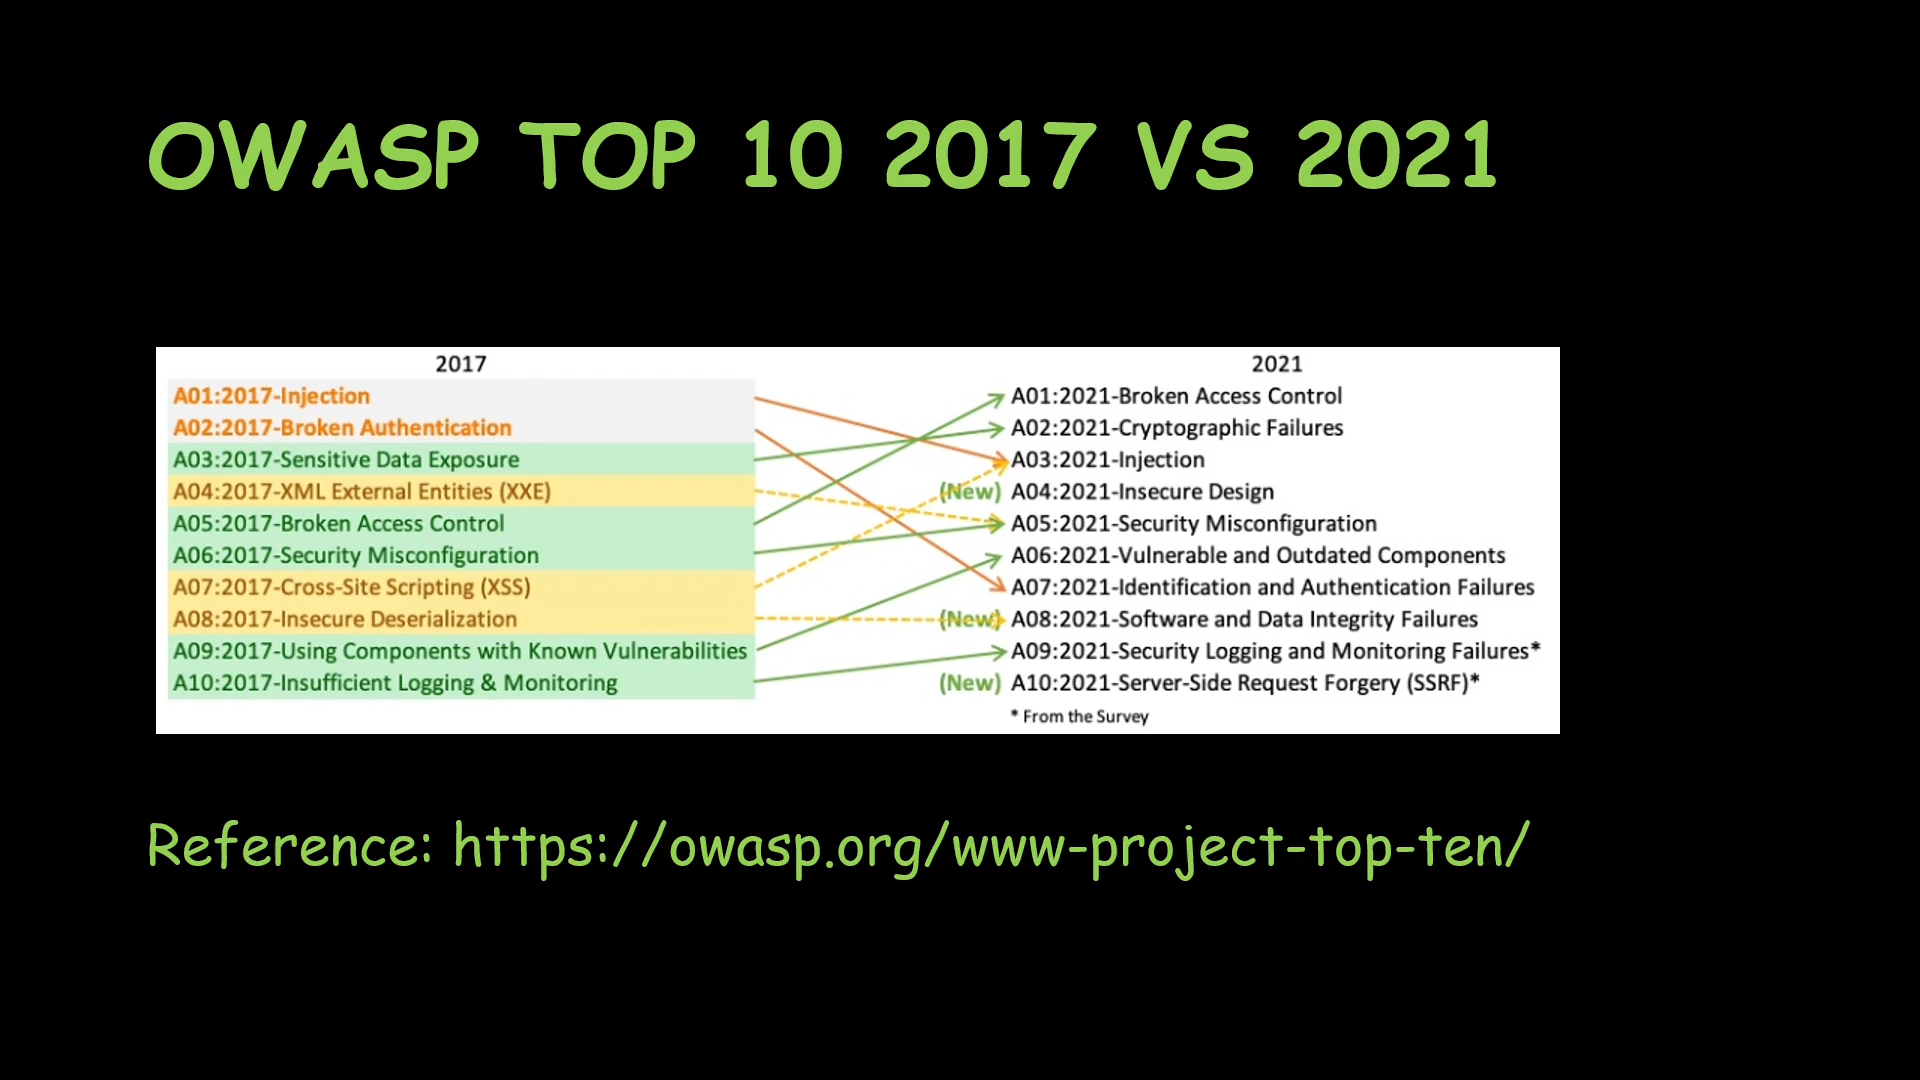 OWASP TOP 10 2017 VS 2021
2017
A01:2017-Injection
A02:2017-Broken Authentication
A03:2017-Sensitive Data Exposure
A04:2017-XML External Entities (XXE)
A05:2017-Broken Access Control
A06:2017-Security Misconfiguration
A07:2017-Cross-Site Scripting (XSS)
A08:2017-Insecure Deserialization
A09:2017-Using Components with Known Vulnerabilities
A10:2017-Insufficient Logging & Monitoring
2021
A01:2021-Broken Access Control
A02:2021-Cryptographic Failures
A03:2021-Injection
(New) A04:2021-Insecure Design
A05:2021-Security Misconfiguration
A06:2021-Vulnerable and Outdated Components
A07:2021-Identification and Authentication Failures
(New) A08:2021-Software and Data Integrity Failures
A09:2021-Security Logging and Monitoring Failures*
(New) A10:2021-Server-Side Request Forgery (SSRF)*
* From the Survey
Reference: https://owasp.org/www-project-top-ten/